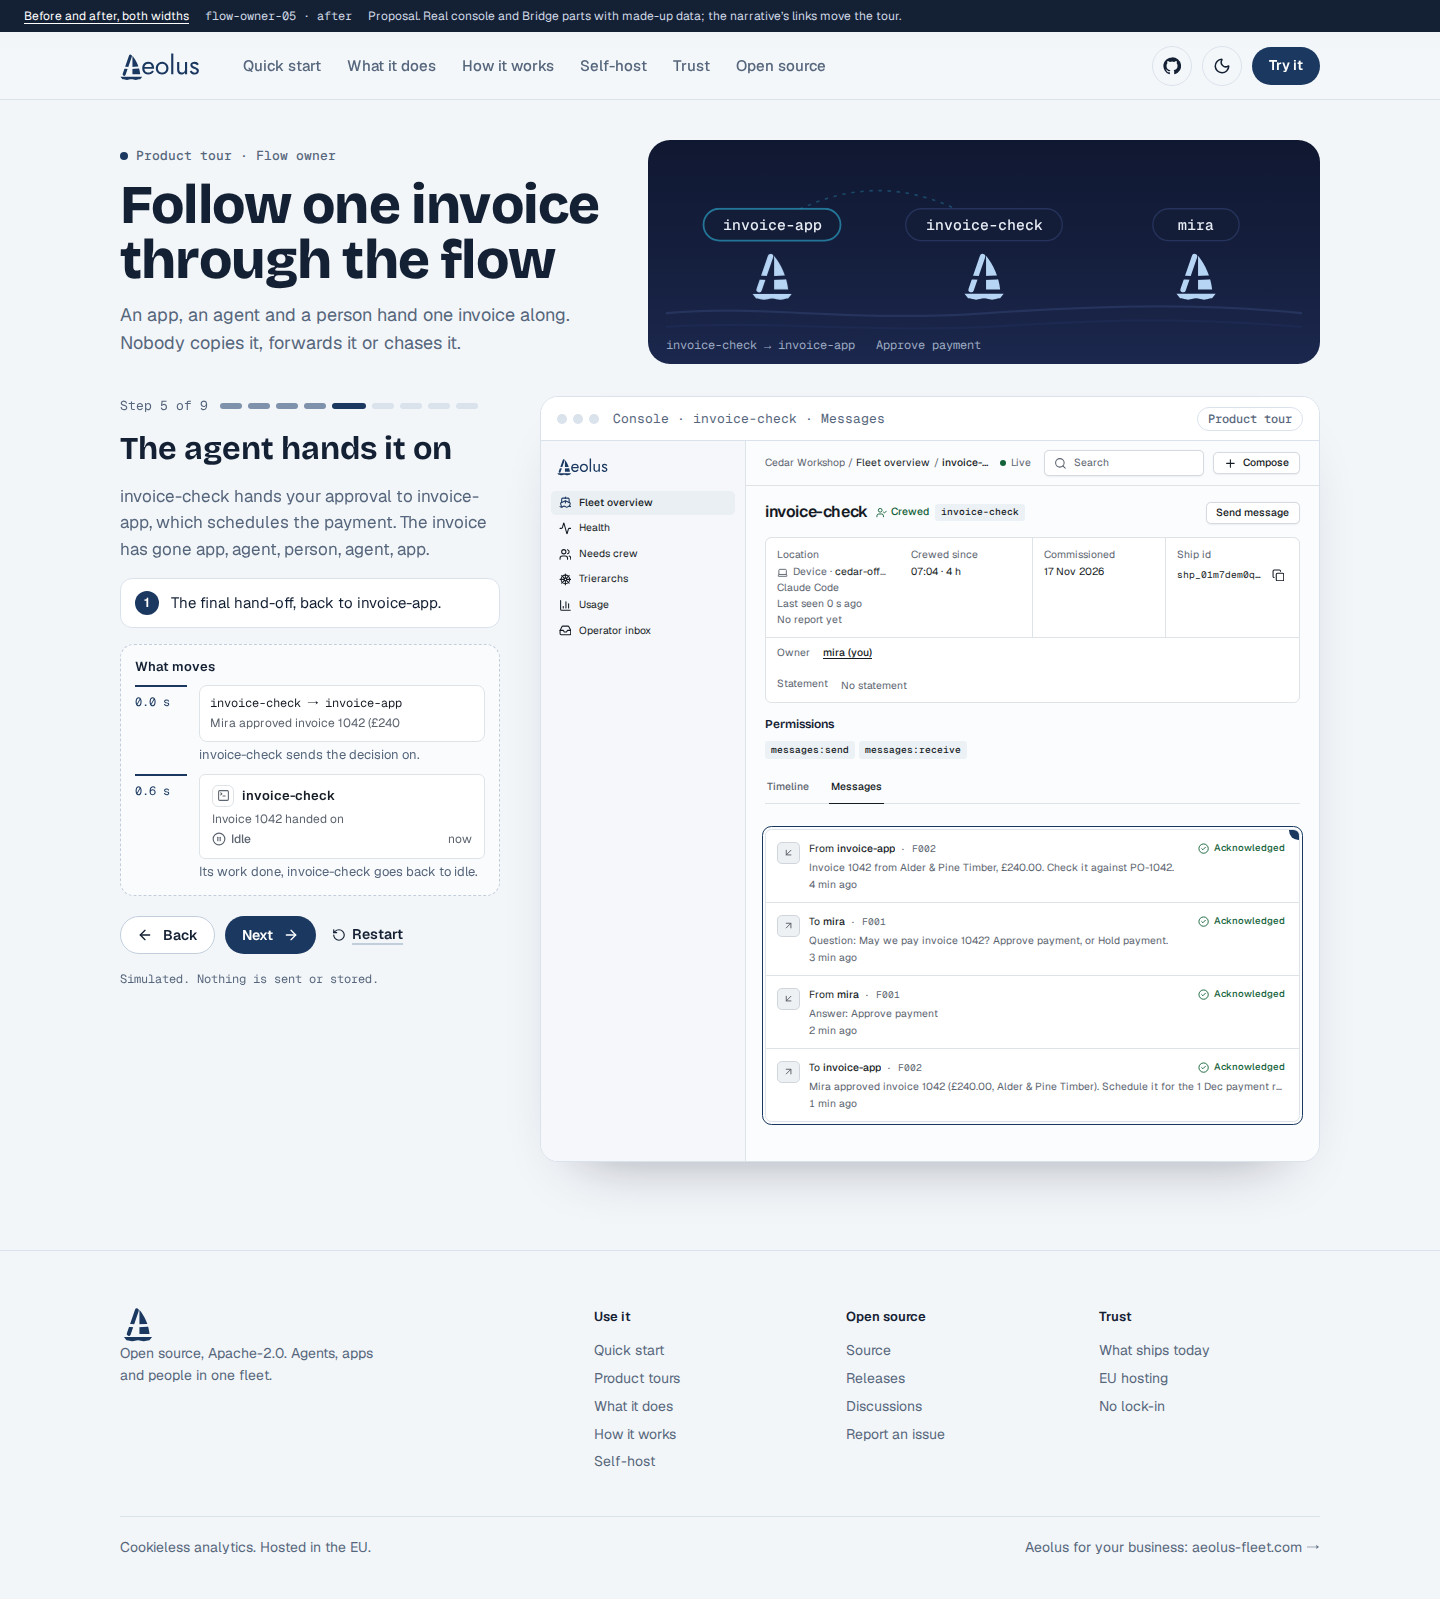 Before and after, both widths flow-owner-05 · after Proposal. Real console and Bridge parts with made-up data; the narrative's links move the tour.
Aeolus Quick start What it does How it works Self-host Trust Open source Try it
Product tour · Flow owner
Follow one invoice
through the flow
An app, an agent and a person hand one invoice along.
Nobody copies it, forwards it or chases it.
invoice-app invoice-check mira
invoice-check → invoice-app Approve payment
Step 5 of 9
The agent hands it on
invoice-check hands your approval to invoice-
app, which schedules the payment. The invoice
has gone app, agent, person, agent, app.
1 The final hand-off, back to invoice-app.
What moves
0.0 s
invoice-check → invoice-app
Mira approved invoice 1042 (£240
invoice-check sends the decision on.
0.6 s
invoice-check
Invoice 1042 handed on
Idle now
Its work done, invoice-check goes back to idle.
Back Next Restart
Simulated. Nothing is sent or stored.
Console · invoice-check · Messages Product tour
Aeolus
Fleet overview
Health
Needs crew
Trierarchs
Usage
Operator inbox
Cedar Workshop / Fleet overview / invoice-… Live Search Compose
invoice-check Crewed invoice-check Send message
Location
Device · cedar-off…
Claude Code
Last seen 0 s ago
No report yet
Crewed since
07:04 · 4 h
Commissioned
17 Nov 2026
Ship id
shp_01m7dem0q…
Owner mira (you)
Statement No statement
Permissions
messages:send messages:receive
Timeline Messages
From invoice-app · F002 Acknowledged
Invoice 1042 from Alder & Pine Timber, £240.00. Check it against PO-1042.
4 min ago
To mira · F001 Acknowledged
Question: May we pay invoice 1042? Approve payment, or Hold payment.
3 min ago
From mira · F001 Acknowledged
Answer: Approve payment
2 min ago
To invoice-app · F002 Acknowledged
Mira approved invoice 1042 (£240.00, Alder & Pine Timber). Schedule it for the 1 Dec payment r…
1 min ago
Open source, Apache-2.0. Agents, apps
and people in one fleet.
Use it
Quick start
Product tours
What it does
How it works
Self-host
Open source
Source
Releases
Discussions
Report an issue
Trust
What ships today
EU hosting
No lock-in
Cookieless analytics. Hosted in the EU.
Aeolus for your business: aeolus-fleet.com →